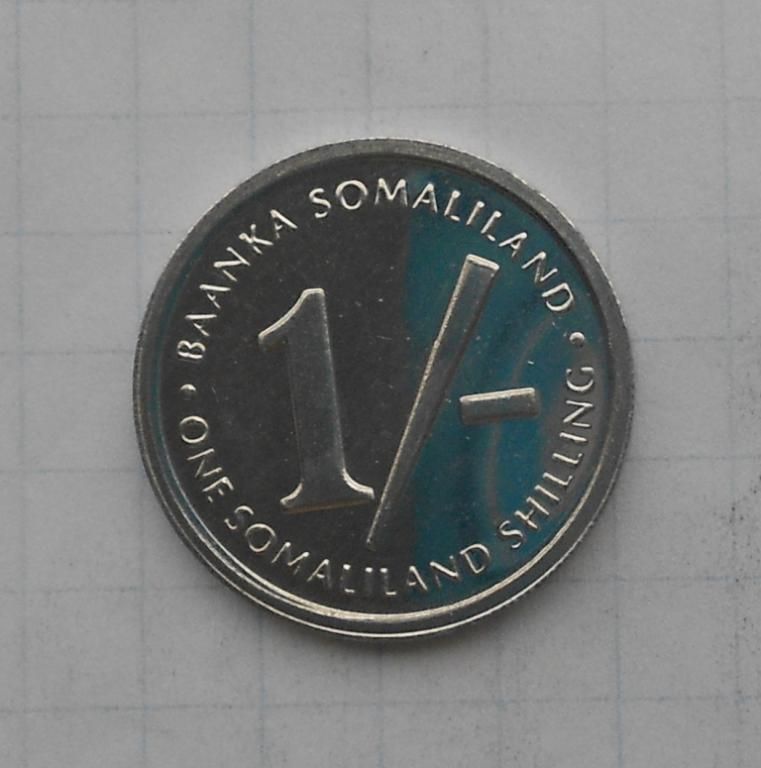 BAANKA SOMALILAND
1/-
ONE SOMALILAND SHILLING